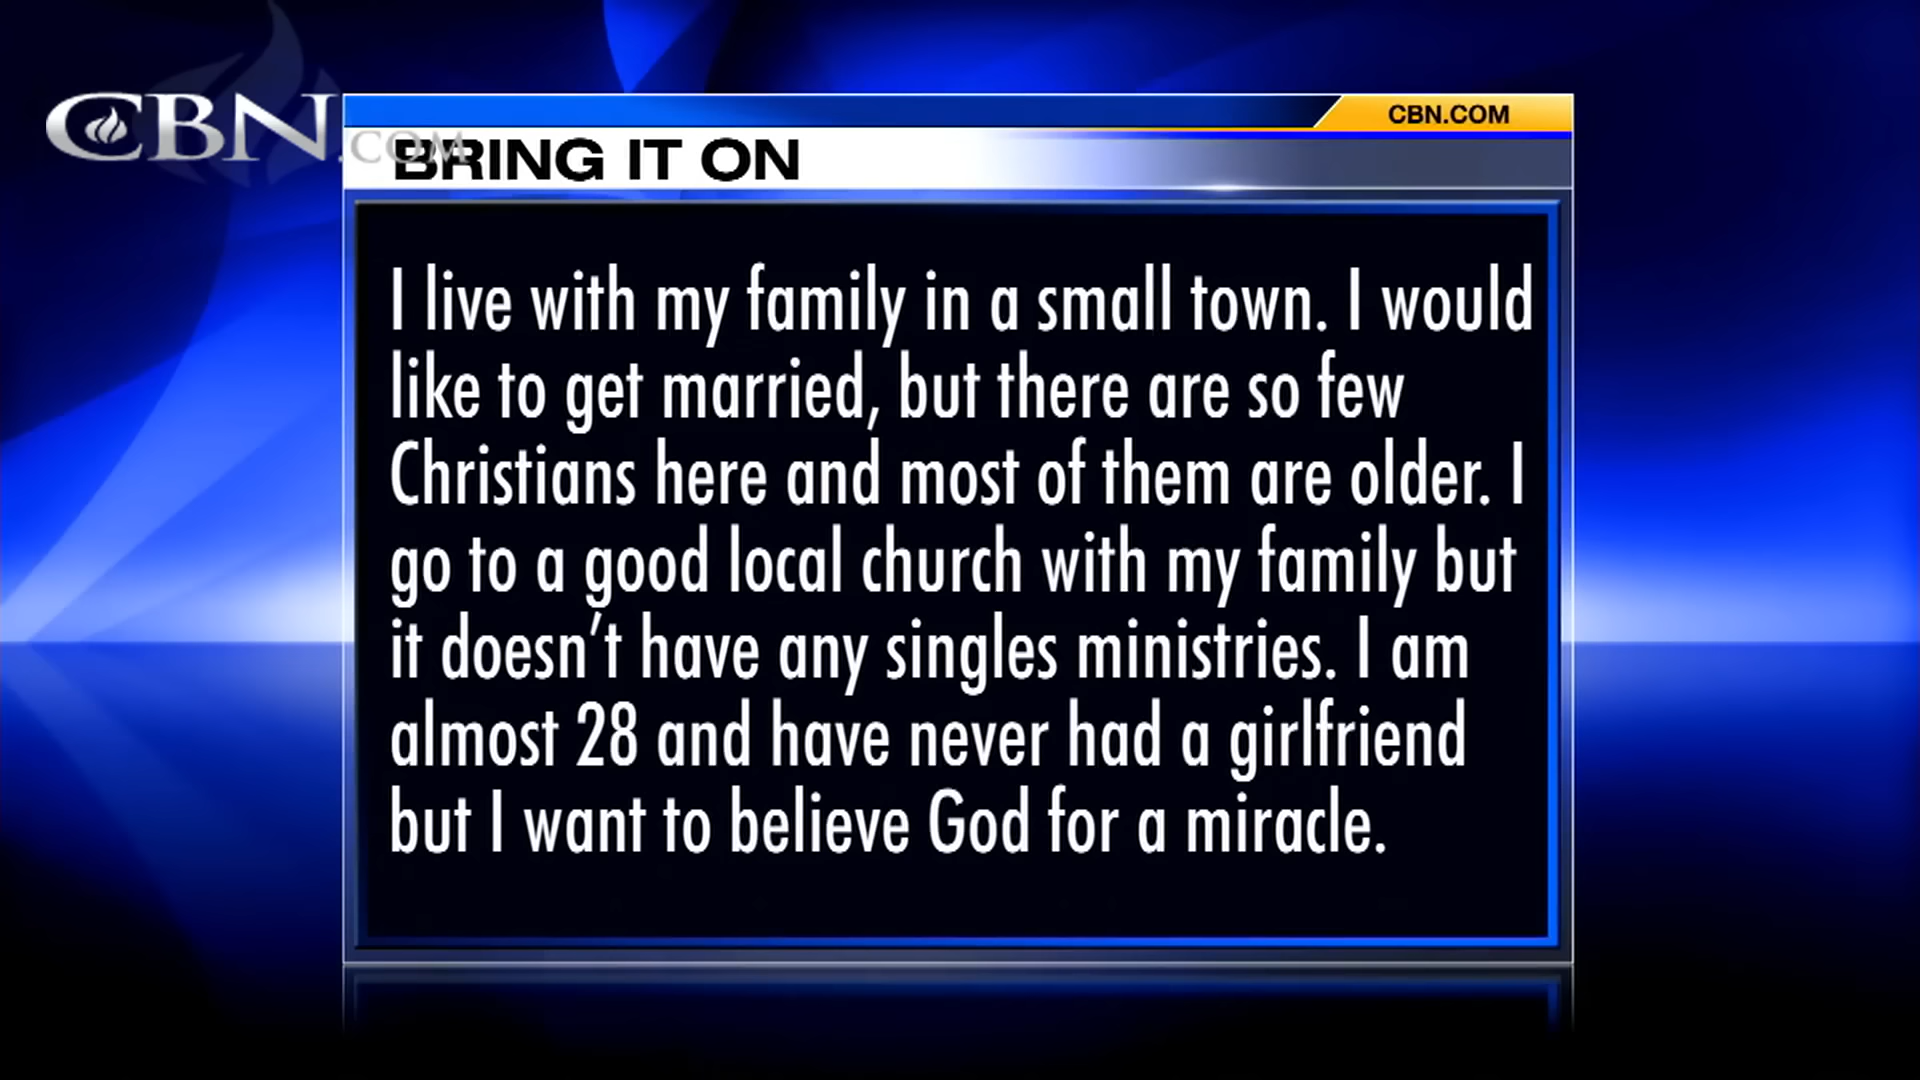 CBN.COM
CBN.COM
BRING IT ON
I live with my family in a small town. I would
like to get married, but there are so few
Christians here and most of them are older. I
go to a good local church with my family but
it doesn't have any singles ministries. I am
almost 28 and have never had a girlfriend
but I want to believe God for a miracle.